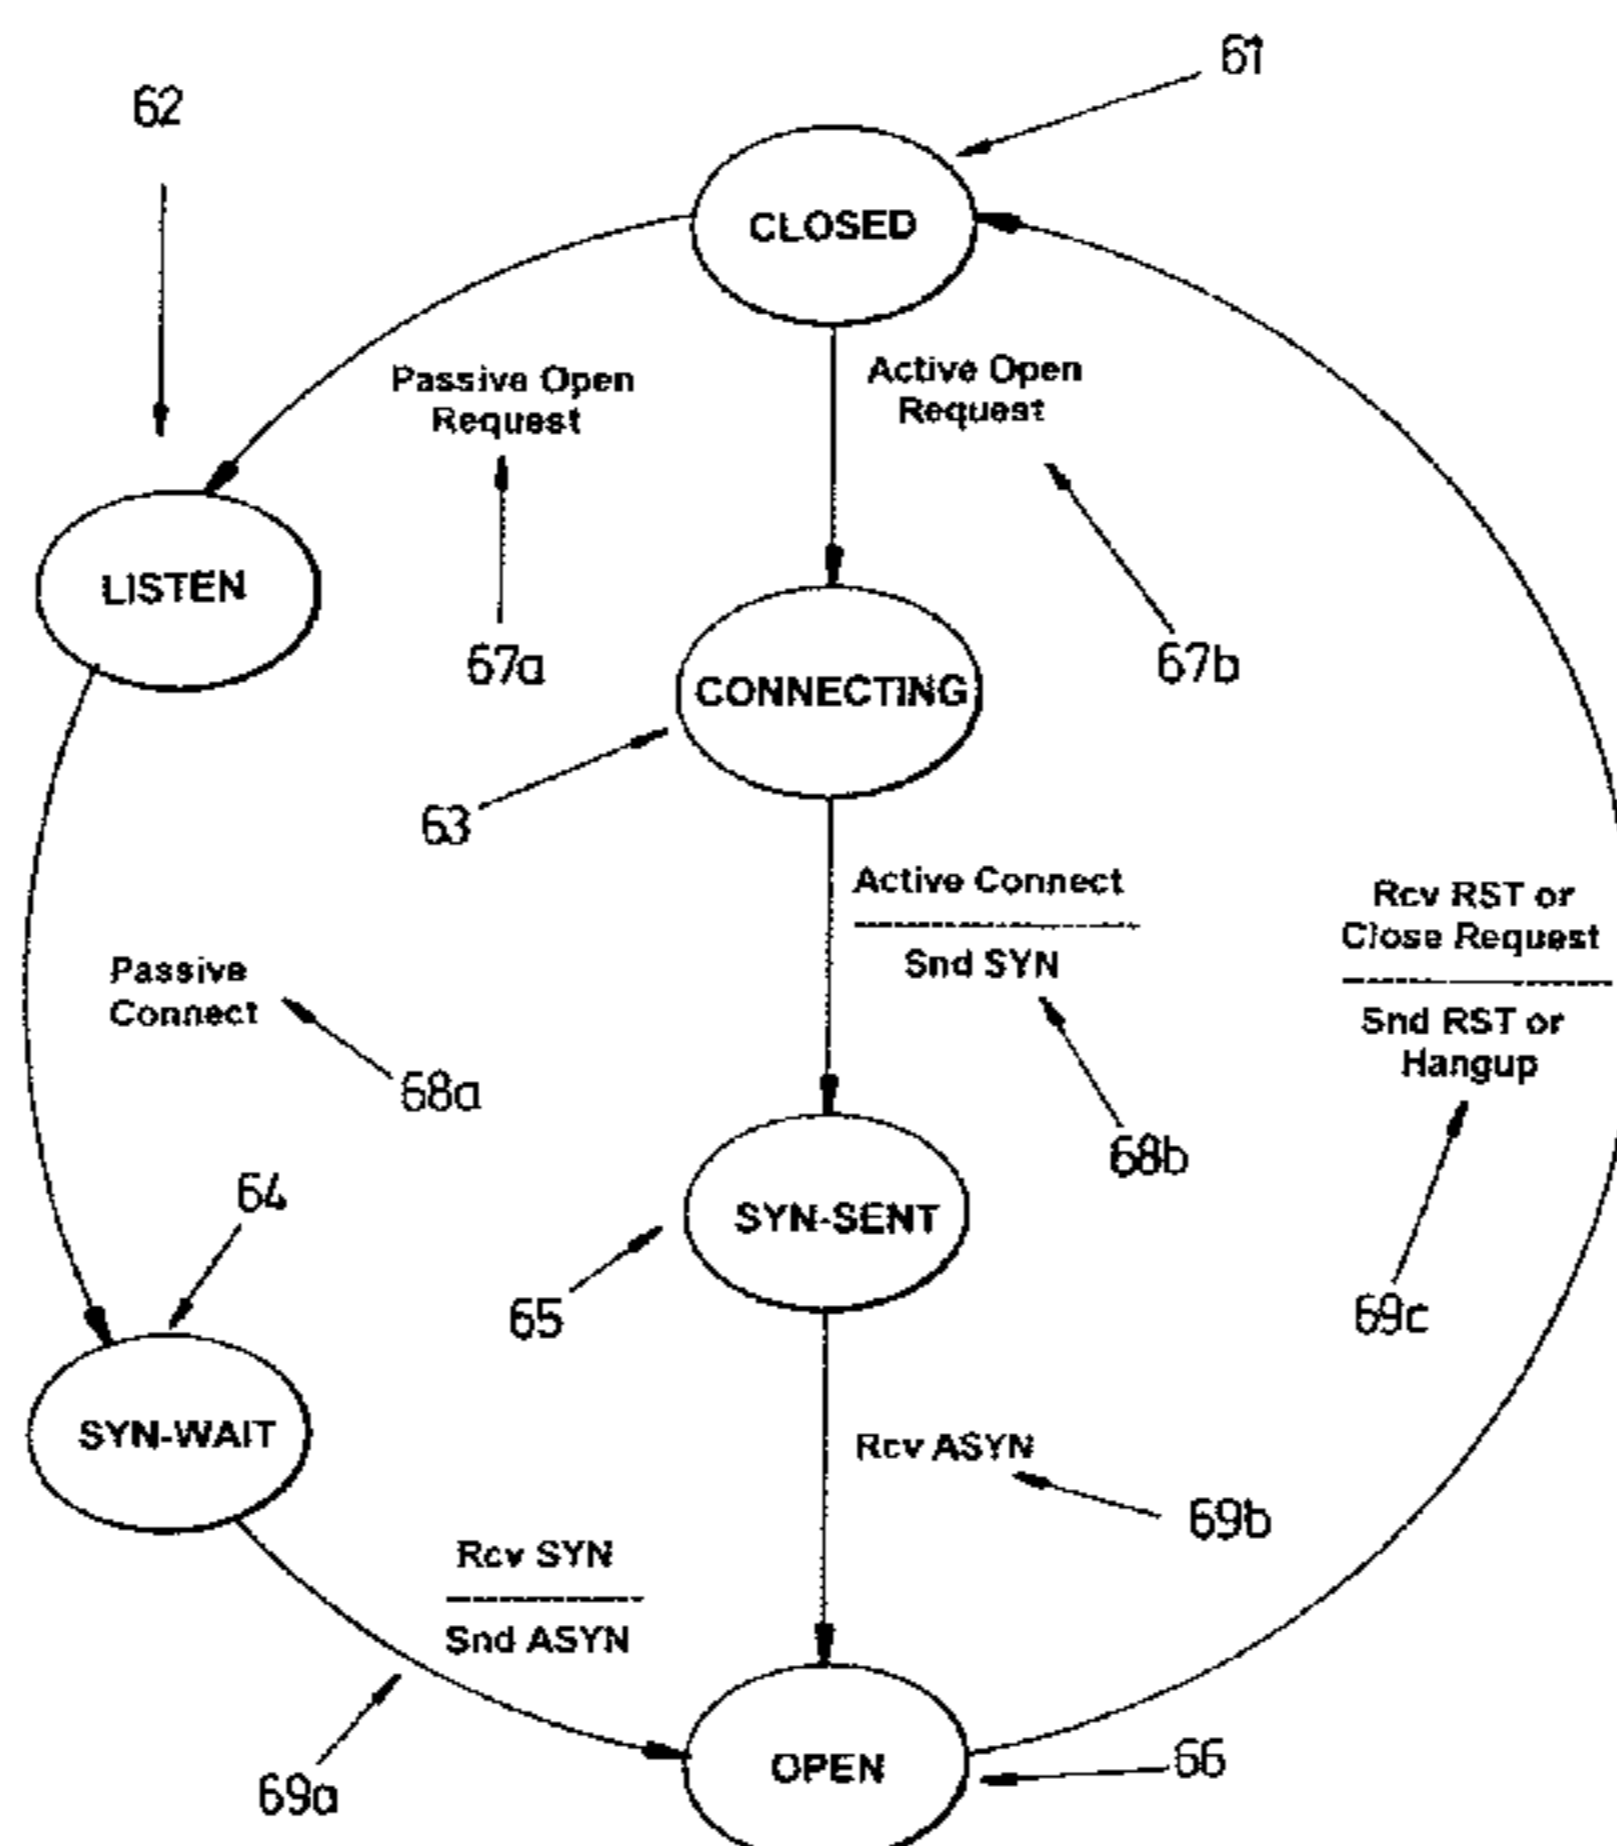 61
62
CLOSED
Passive Open
Request
Active Open
Request
LISTEN
67a
67b
CONNECTING
63
Active Connect
Snd SYN
Rcv RST or
Close Request
Snd RST or
Hangup
Passive
Connect
68a
68b
64
SYN-SENT
65
69c
SYN-WAIT
Rcv ASYN
69b
Rcv SYN
Snd ASYN
OPEN
66
69a